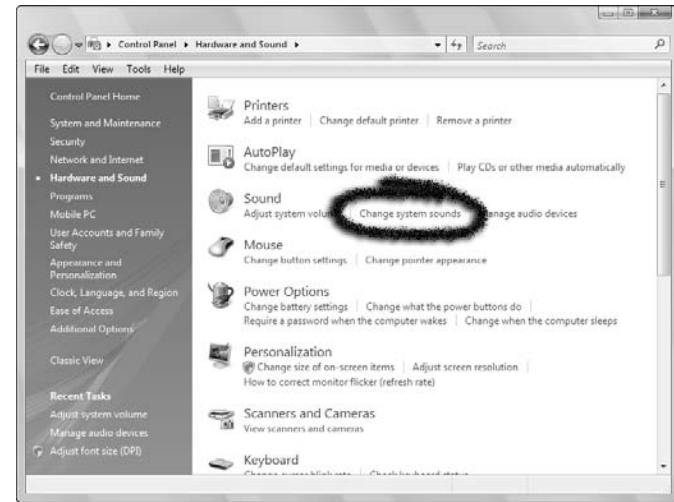 Control Panel ▸ Hardware and Sound ▸
Search
File Edit View Tools Help
Control Panel Home
System and Maintenance
Security
Network and Internet
Hardware and Sound
Programs
Mobile PC
User Accounts and Family
Safety
Appearance and
Personalization
Clock, Language, and Region
Ease of Access
Additional Options
Classic View
Recent Tasks
Adjust system volume
Manage audio devices
Adjust font size (DPI)
Printers
Add a printer | Change default printer | Remove a printer
AutoPlay
Change default settings for media or devices | Play CDs or other media automatically
Sound
Adjust system Change system sounds audio devices
Mouse
Change button settings | Change pointer appearance
Power Options
Change battery settings | Change what the power buttons do |
Require a password when the computer wakes | Change when the computer sleeps
Personalization
Change size of on-screen items | Adjust screen resolution |
How to correct monitor flicker (refresh rate)
Scanners and Cameras
View scanners and cameras
Keyboard